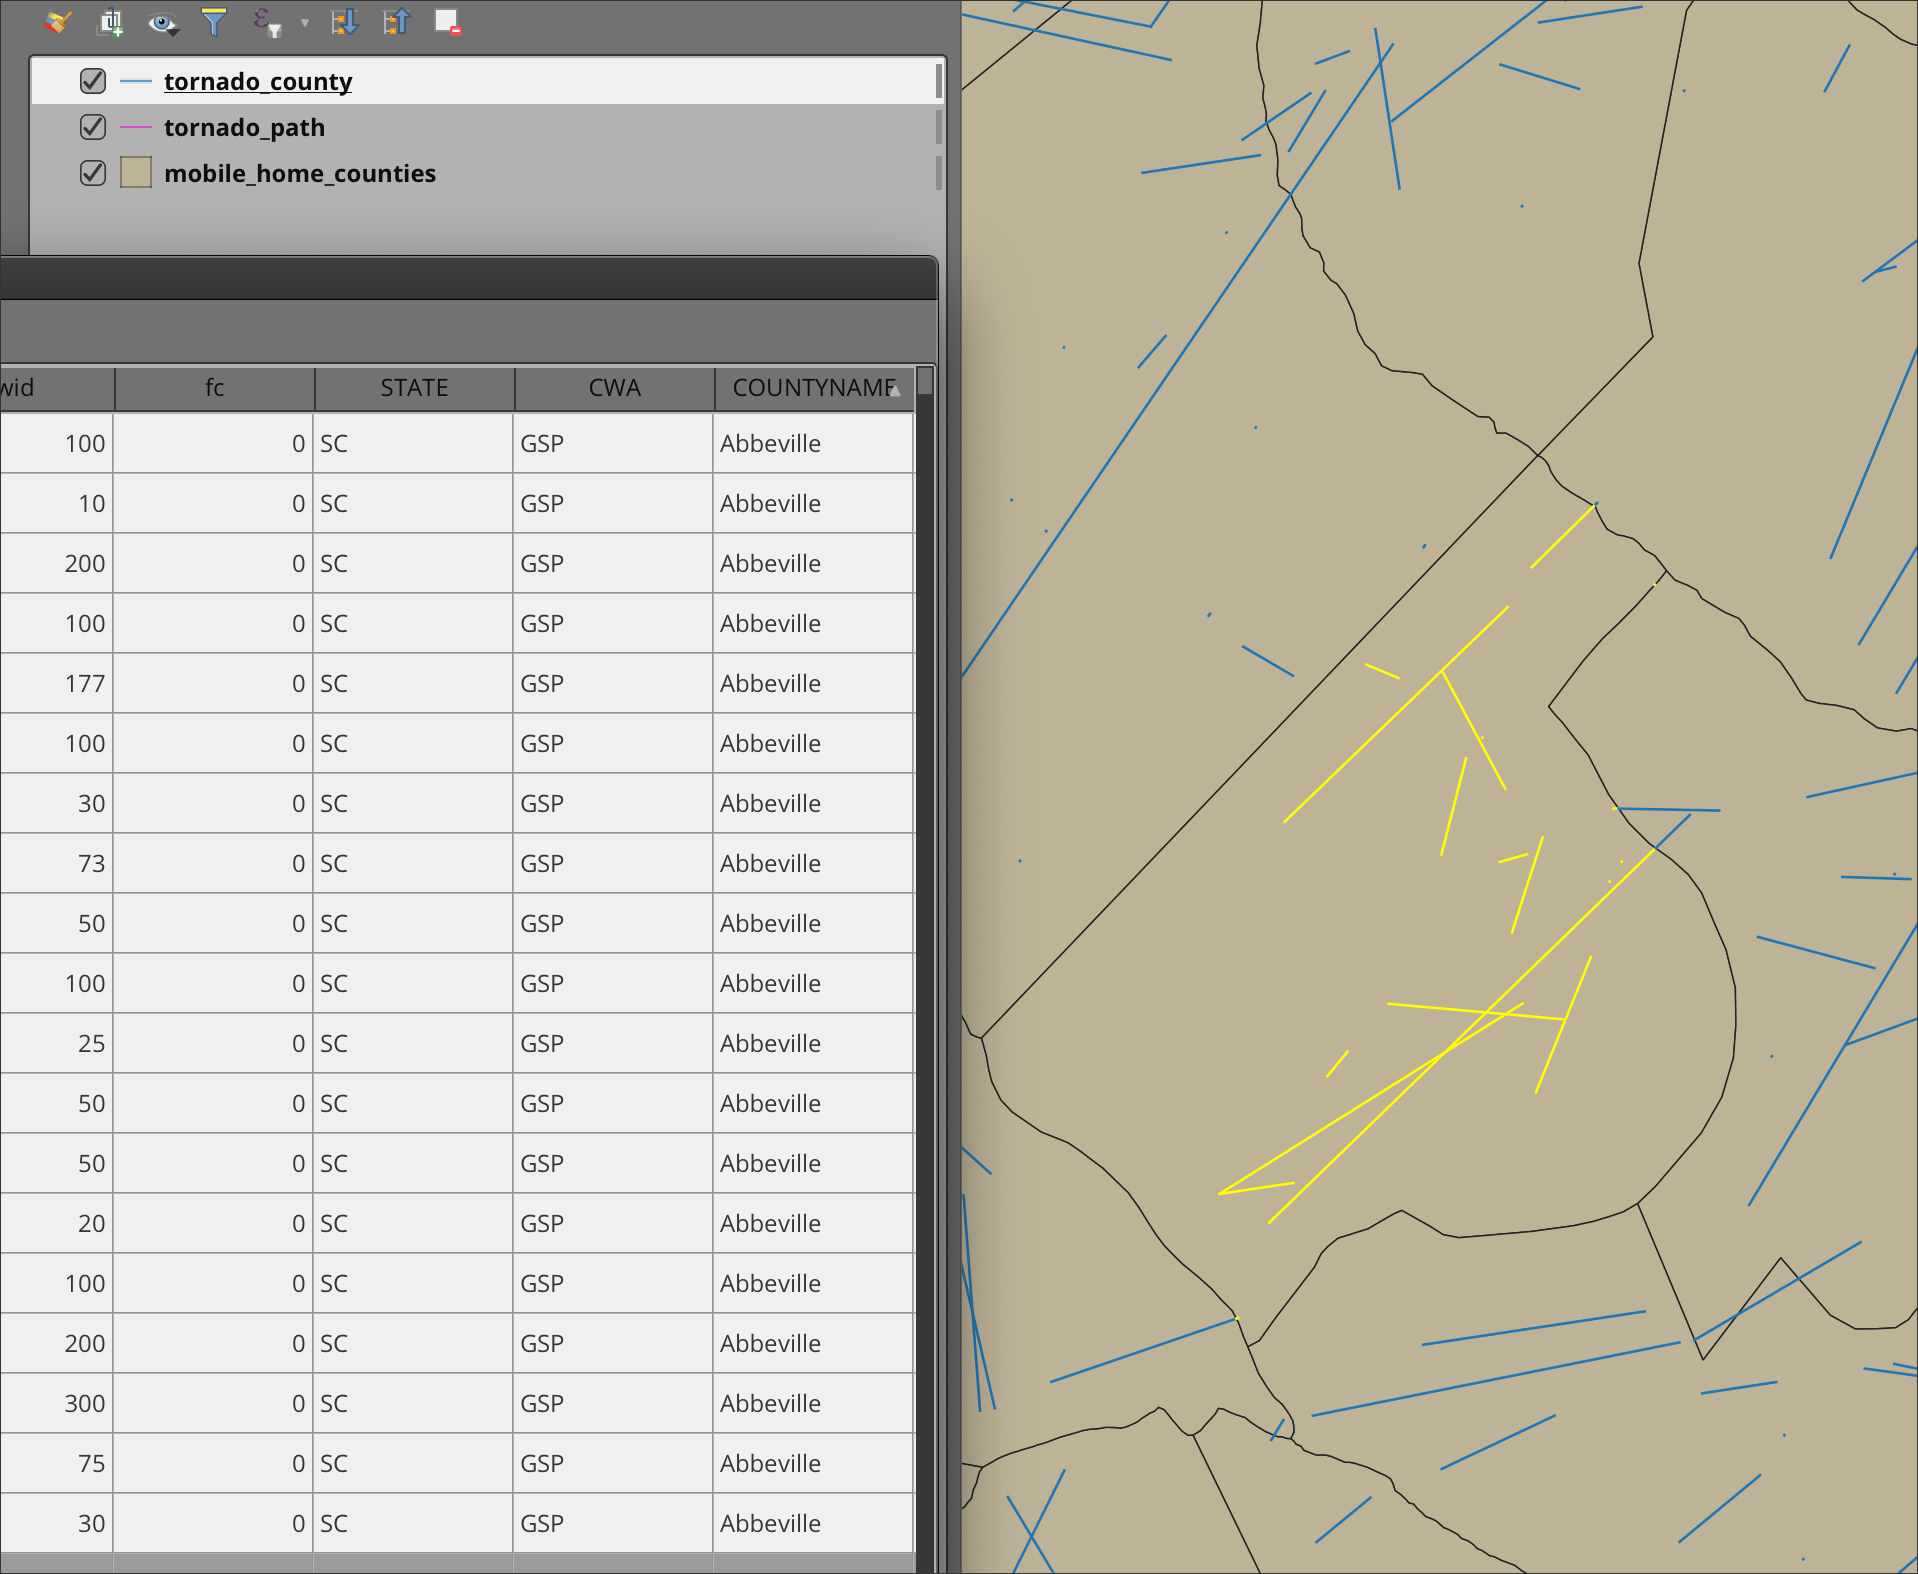 tornado_county
tornado_path
mobile_home_counties
wid fc STATE CWA COUNTYNAME
100 0 SC GSP Abbeville
10 0 SC GSP Abbeville
200 0 SC GSP Abbeville
100 0 SC GSP Abbeville
177 0 SC GSP Abbeville
100 0 SC GSP Abbeville
30 0 SC GSP Abbeville
73 0 SC GSP Abbeville
50 0 SC GSP Abbeville
100 0 SC GSP Abbeville
25 0 SC GSP Abbeville
50 0 SC GSP Abbeville
50 0 SC GSP Abbeville
20 0 SC GSP Abbeville
100 0 SC GSP Abbeville
200 0 SC GSP Abbeville
300 0 SC GSP Abbeville
75 0 SC GSP Abbeville
30 0 SC GSP Abbeville